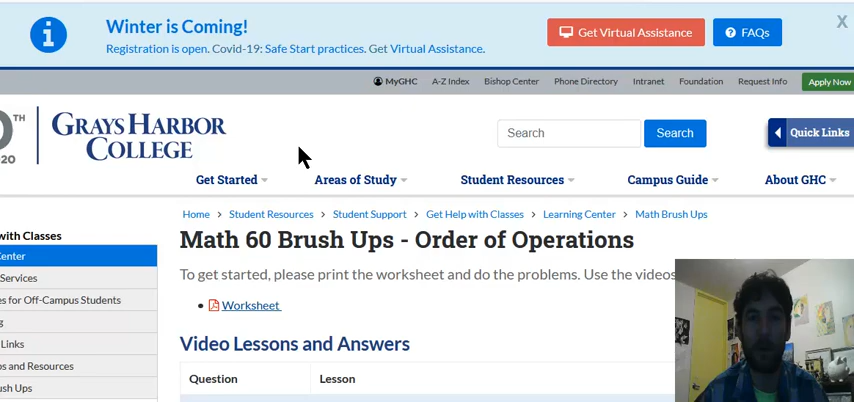 Winter is Coming!
Registration is open. Covid-19: Safe Start practices. Get Virtual Assistance.
Get Virtual Assistance
FAQs
X
MyGHC A-Z Index Bishop Center Phone Directory Intranet Foundation Request Info Apply Now
TH
GRAYS HARBOR
COLLEGE
2020
Search
Search
Quick Links
Get Started Areas of Study Student Resources Campus Guide About GHC
Home > Student Resources > Student Support > Get Help with Classes > Learning Center > Math Brush Ups
with Classes
Center
Services
es for Off-Campus Students
g
Links
ps and Resources
ush Ups
Math 60 Brush Ups - Order of Operations
To get started, please print the worksheet and do the problems. Use the videos
• Worksheet
Video Lessons and Answers
Question Lesson